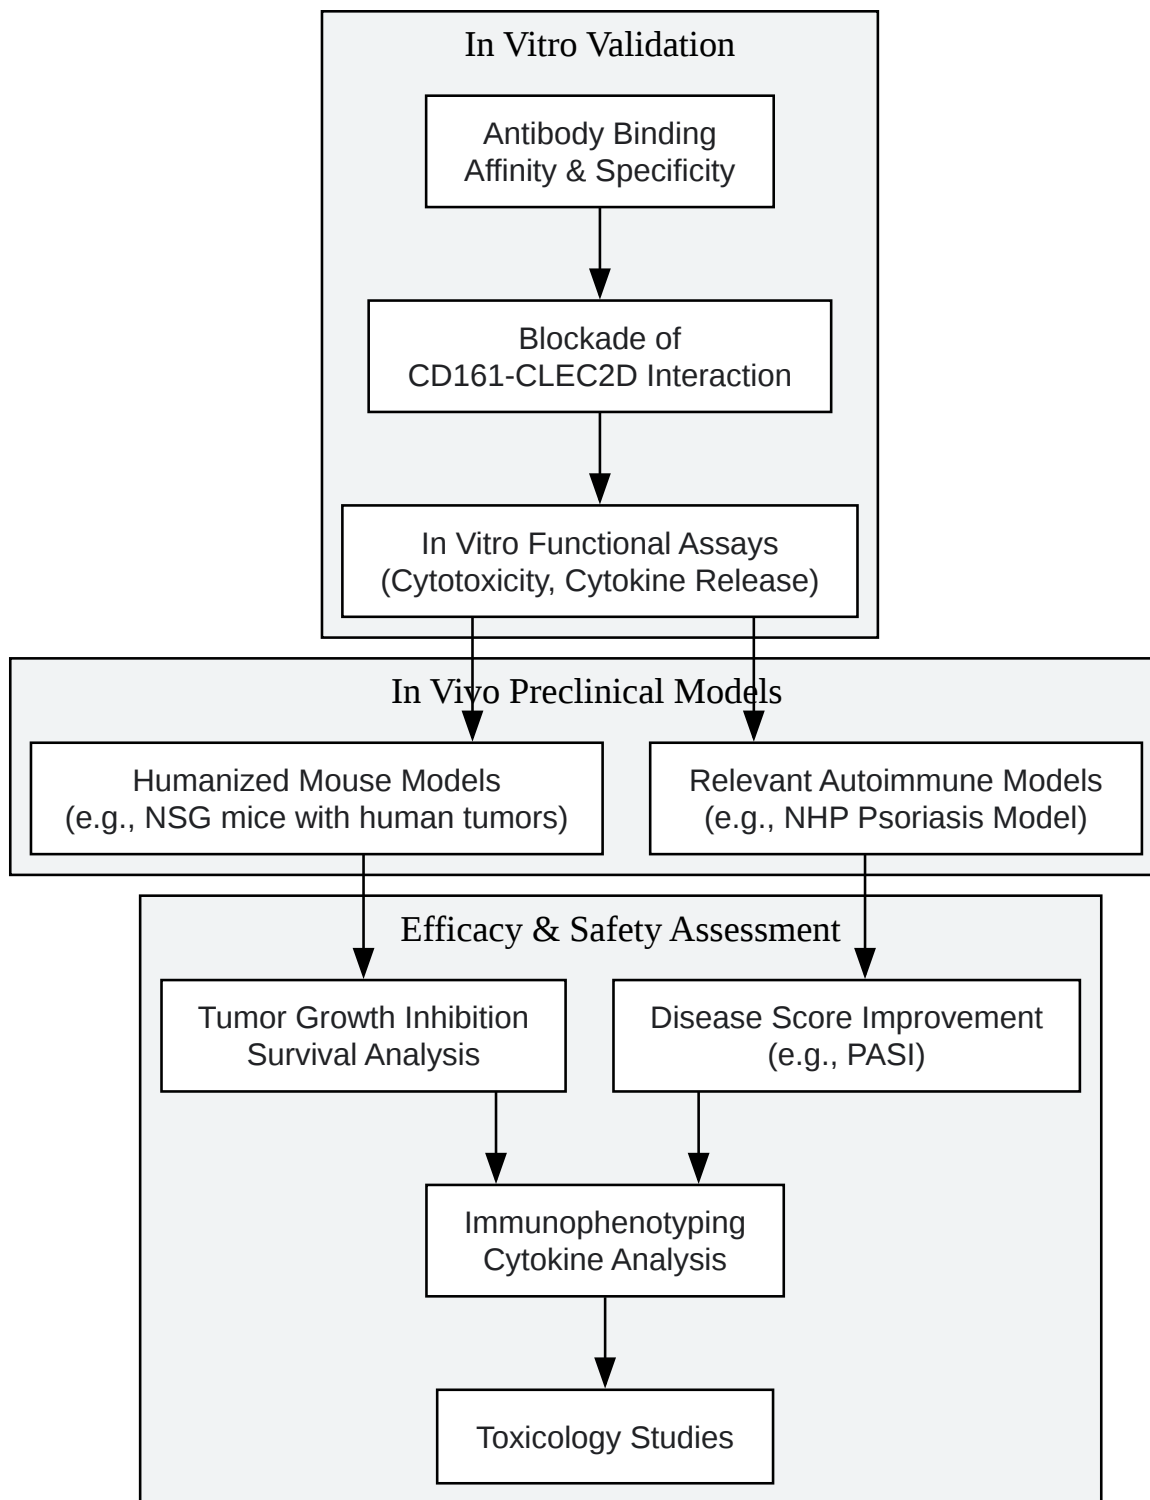 In Vitro Validation
Antibody Binding
Affinity & Specificity
Blockade of
CD161-CLEC2D Interaction
In Vitro Functional Assays
(Cytotoxicity, Cytokine Release)
In Vivo Preclinical Models
Humanized Mouse Models
(e.g., NSG mice with human tumors)
Relevant Autoimmune Models
(e.g., NHP Psoriasis Model)
Efficacy & Safety Assessment
Tumor Growth Inhibition
Survival Analysis
Disease Score Improvement
(e.g., PASI)
Immunophenotyping
Cytokine Analysis
Toxicology Studies